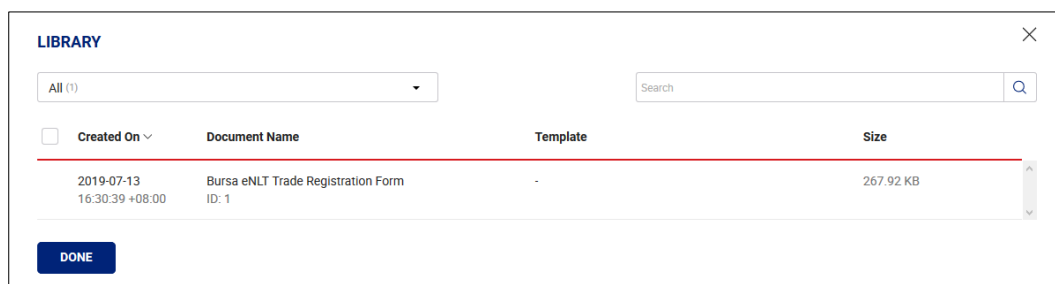 LIBRARY
All (1)
Search
Created On
Document Name
Template
Size
2019-07-13
Bursa eNLT Trade Registration Form
-
267.92 KB
16:30:39 +08:00
ID: 1
DONE